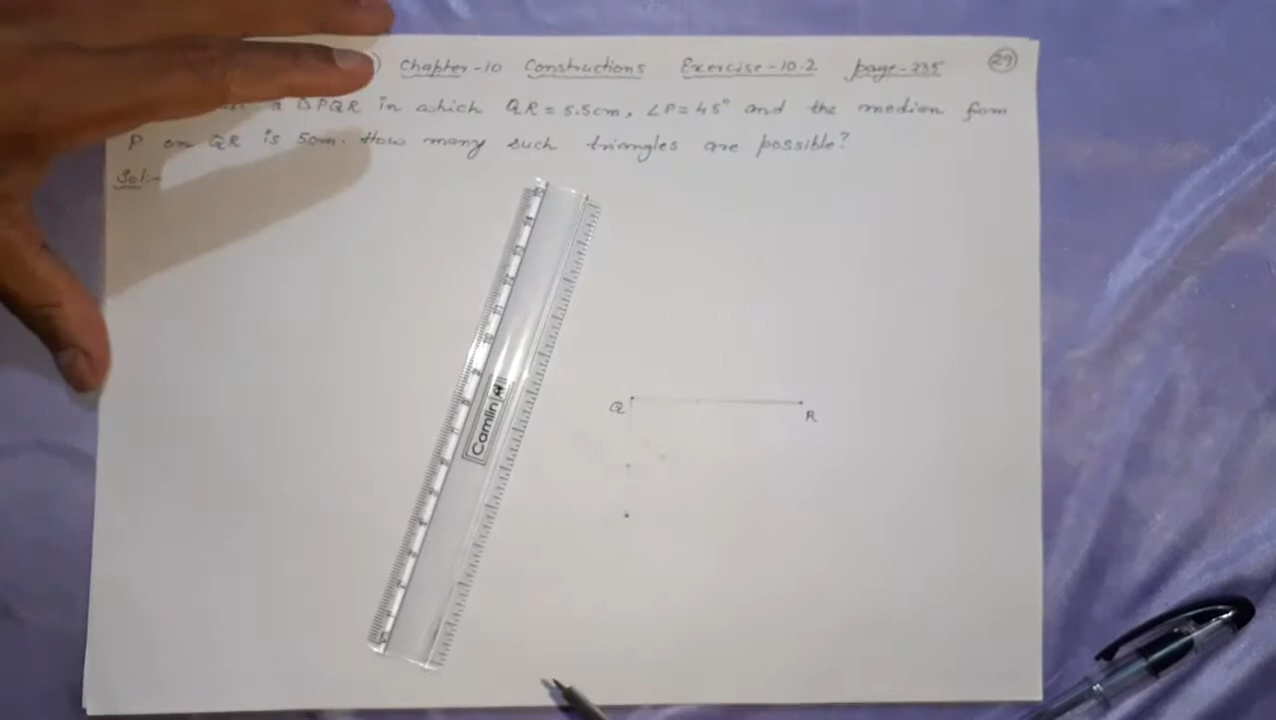 Chapter-10 Constructions Exercise-10.2 page-235 29
a ΔPQR in which QR = 5.5cm, ∠P = 45° and the median from
P on QR is 5cm. How many such triangles are possible?
Sol:-
Camlin
Q R